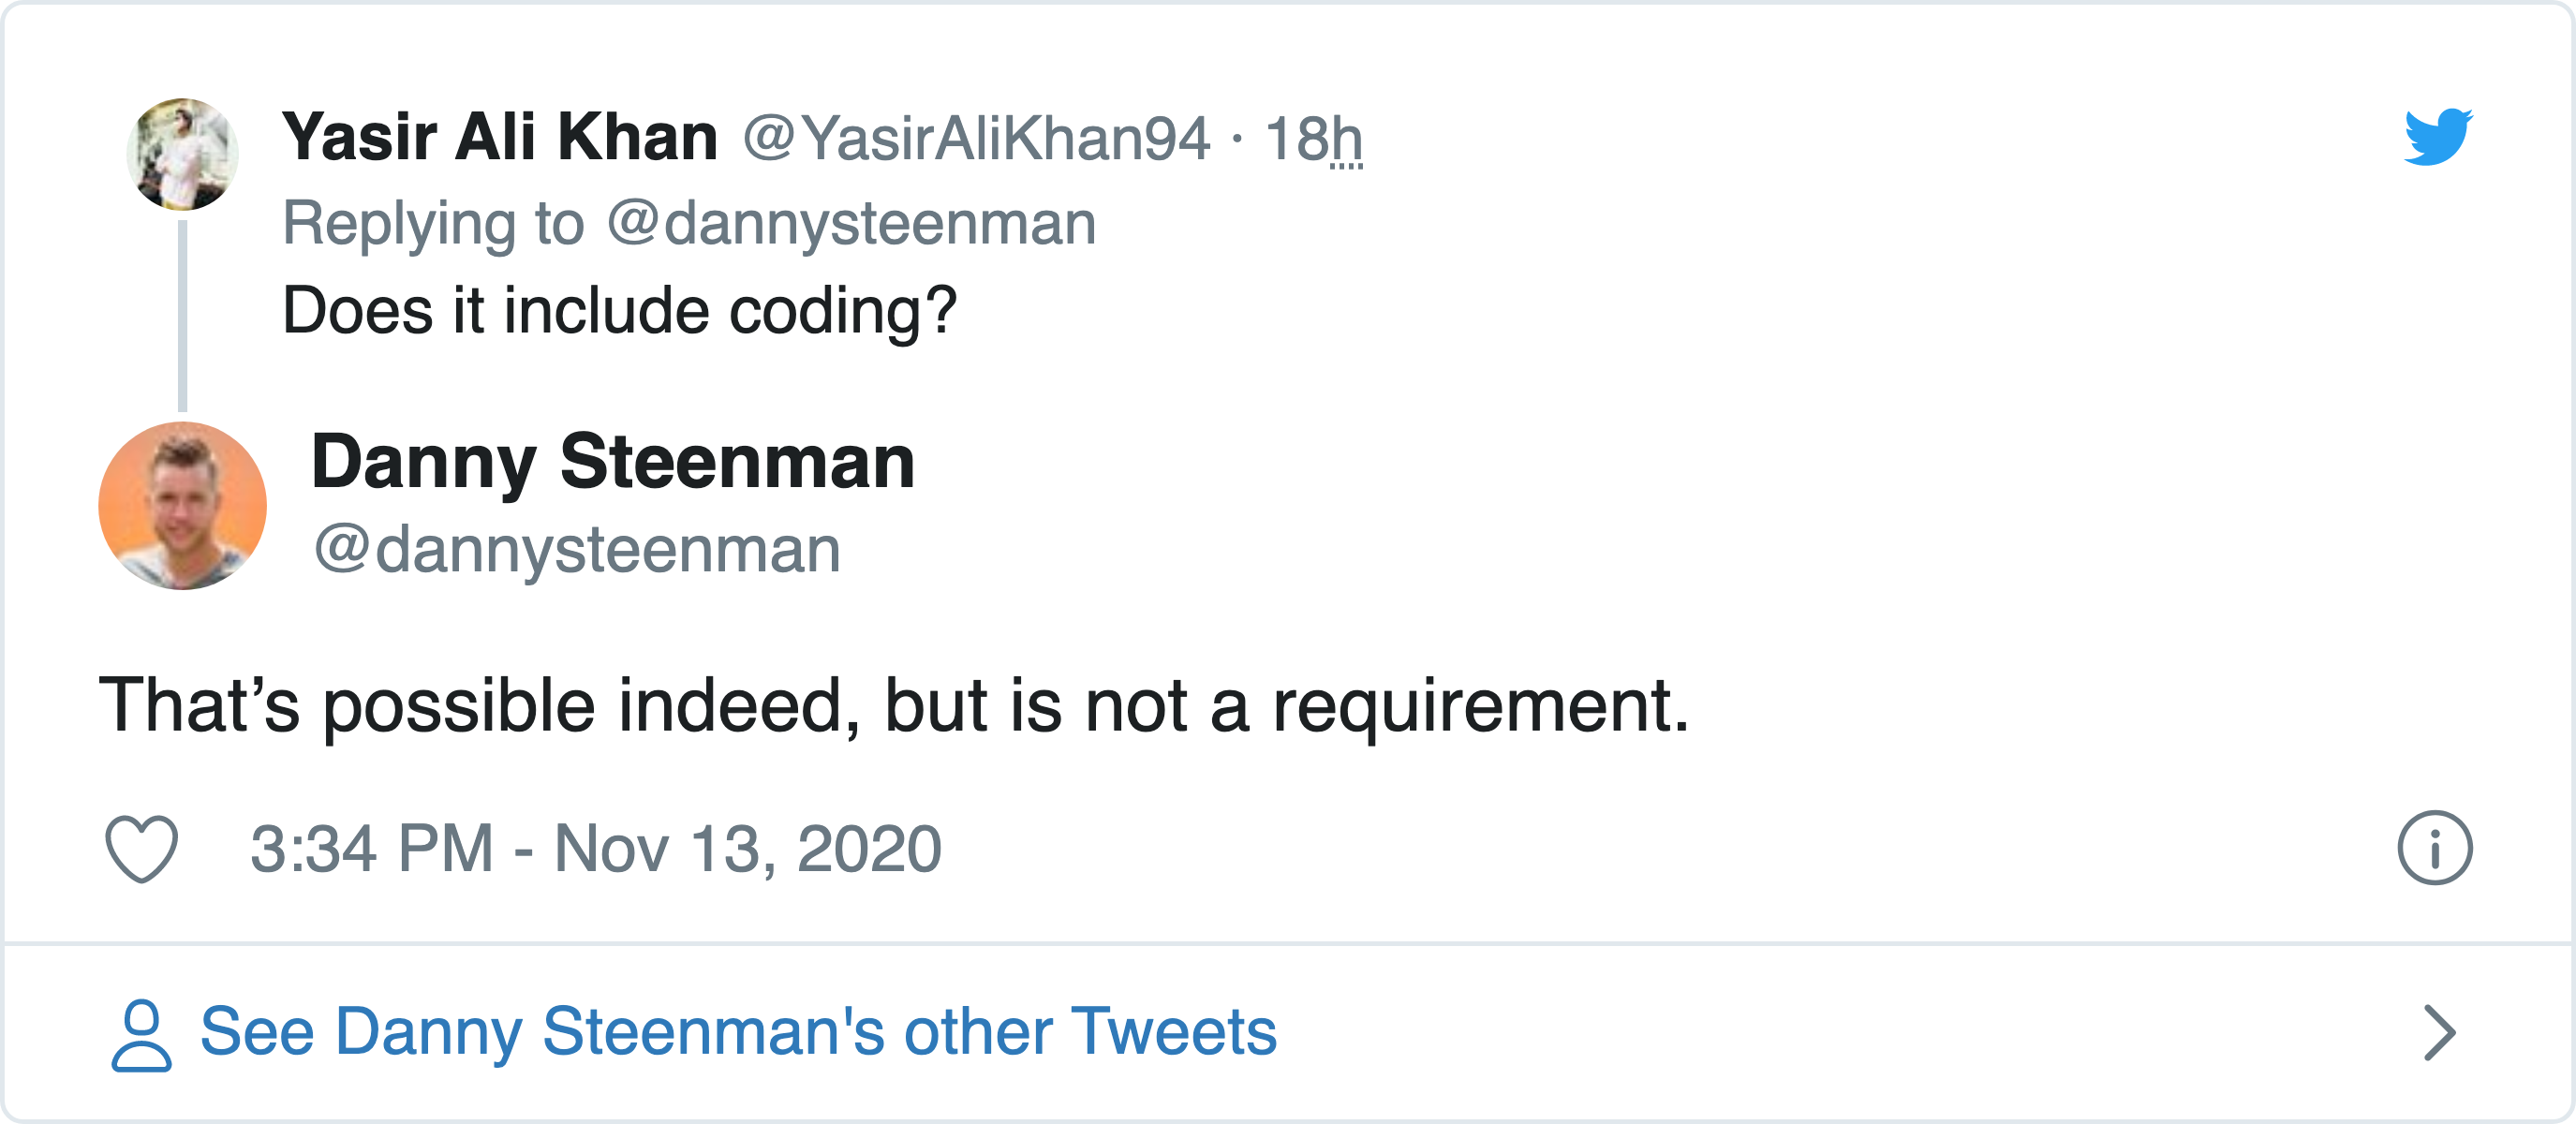 Yasir Ali Khan @YasirAliKhan94 · 18h
Replying to @dannysteenman
Does it include coding?
Danny Steenman
@dannysteenman
That’s possible indeed, but is not a requirement.
3:34 PM - Nov 13, 2020
See Danny Steenman's other Tweets